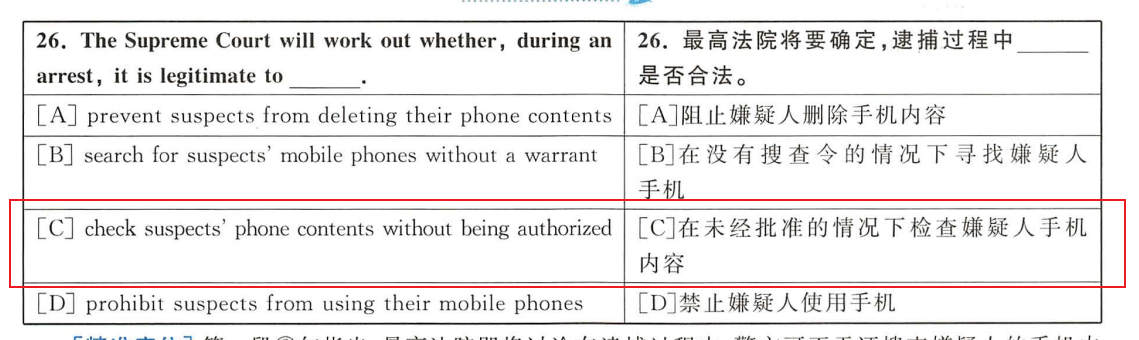 26. The Supreme Court will work out whether, during an
arrest, it is legitimate to ______ .
26. 最高法院将要确定,逮捕过程中______
是否合法。
[A] prevent suspects from deleting their phone contents
[A]阻止嫌疑人删除手机内容
[B] search for suspects' mobile phones without a warrant
[B]在没有搜查令的情况下寻找嫌疑人
手机
[C] check suspects' phone contents without being authorized
[C]在未经批准的情况下检查嫌疑人手机
内容
[D] prohibit suspects from using their mobile phones
[D]禁止嫌疑人使用手机